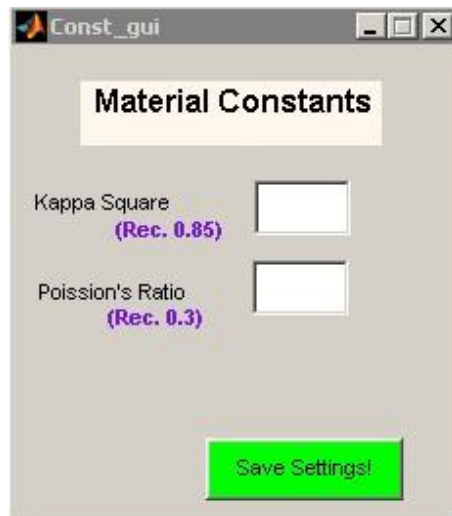 Const_gui
Material Constants
Kappa Square
(Rec. 0.85)
Poission's Ratio
(Rec. 0.3)
Save Settings!